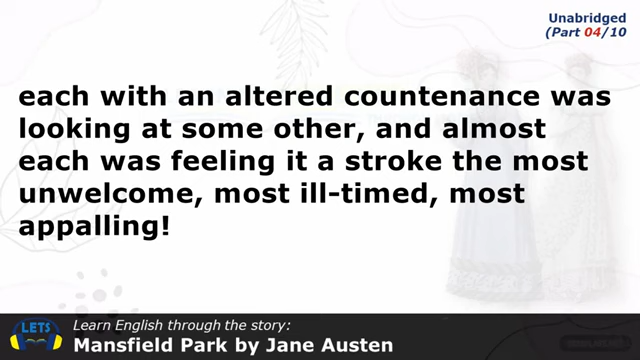 Unabridged
(Part 04/10
each with an altered countenance was
looking at some other, and almost
each was feeling it a stroke the most
unwelcome, most ill-timed, most
appalling!
LETS
Learn English through the story:
Mansfield Park by Jane Austen